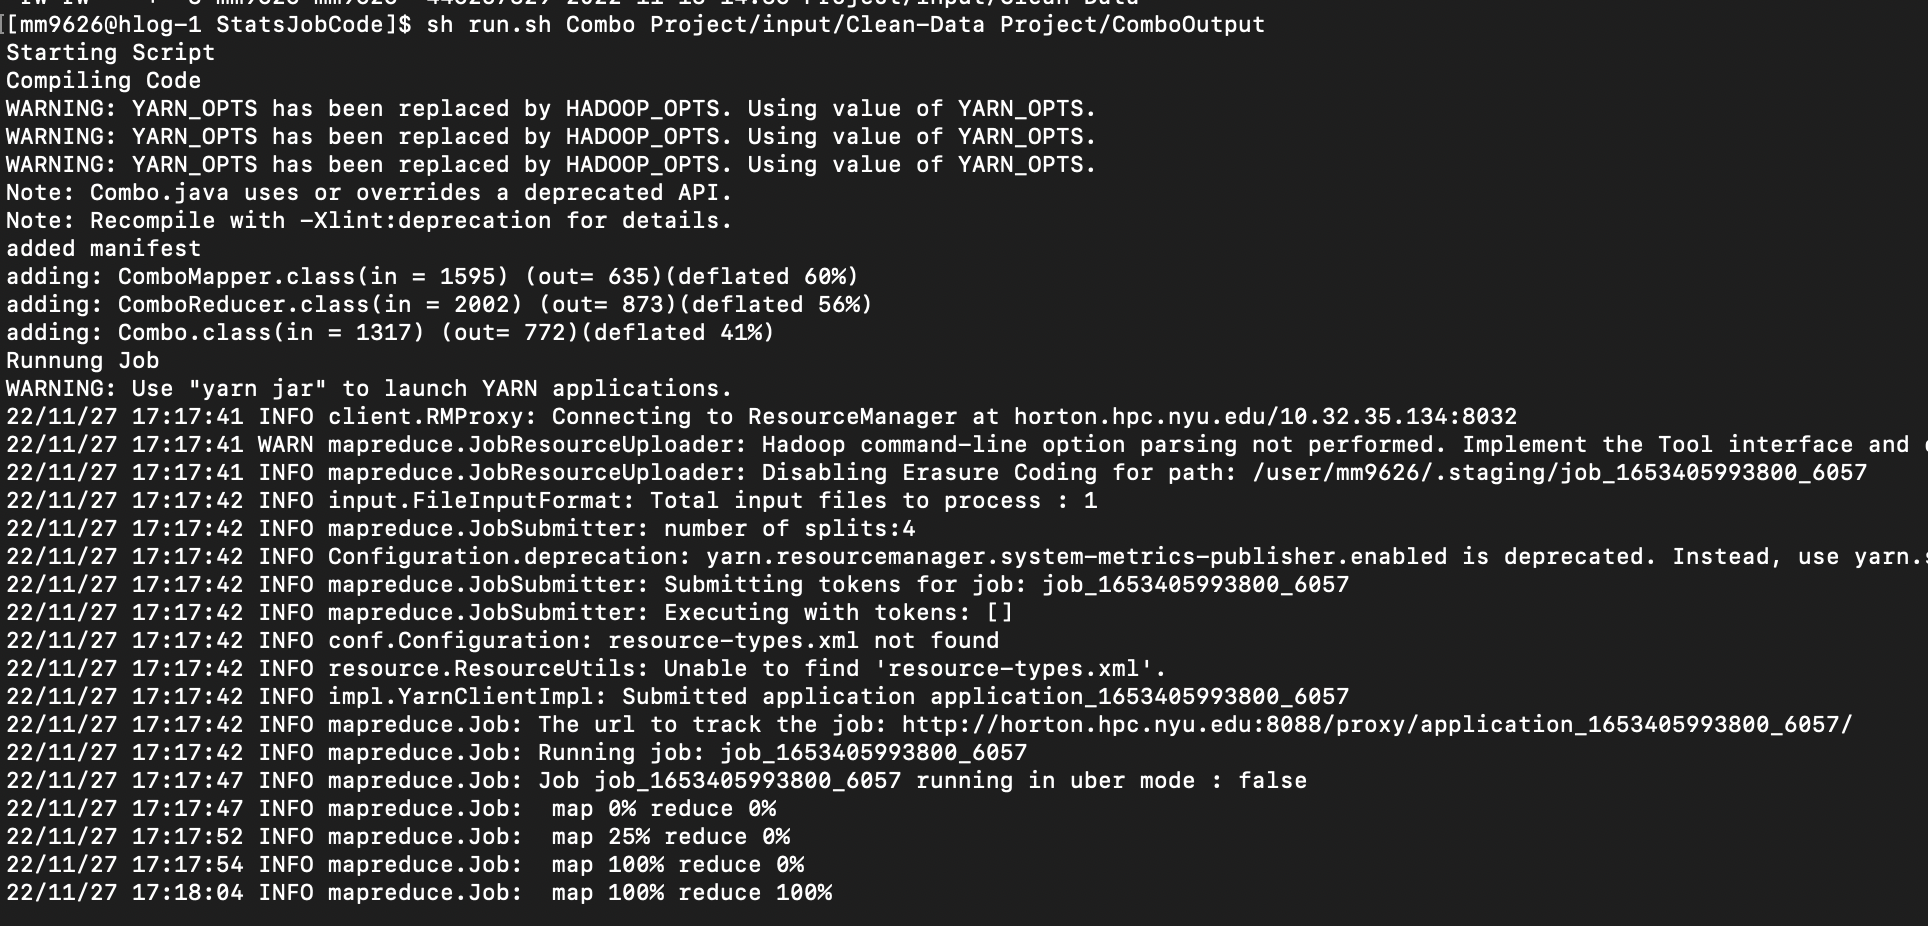 [[mm9626@hlog-1 StatsJobCode]$ sh run.sh Combo Project/input/Clean-Data Project/ComboOutput
Starting Script
Compiling Code
WARNING: YARN_OPTS has been replaced by HADOOP_OPTS. Using value of YARN_OPTS.
WARNING: YARN_OPTS has been replaced by HADOOP_OPTS. Using value of YARN_OPTS.
WARNING: YARN_OPTS has been replaced by HADOOP_OPTS. Using value of YARN_OPTS.
Note: Combo.java uses or overrides a deprecated API.
Note: Recompile with -Xlint:deprecation for details.
added manifest
adding: ComboMapper.class(in = 1595) (out= 635)(deflated 60%)
adding: ComboReducer.class(in = 2002) (out= 873)(deflated 56%)
adding: Combo.class(in = 1317) (out= 772)(deflated 41%)
Runnung Job
WARNING: Use "yarn jar" to launch YARN applications.
22/11/27 17:17:41 INFO client.RMProxy: Connecting to ResourceManager at horton.hpc.nyu.edu/10.32.35.134:8032
22/11/27 17:17:41 WARN mapreduce.JobResourceUploader: Hadoop command-line option parsing not performed. Implement the Tool interface and
22/11/27 17:17:41 INFO mapreduce.JobResourceUploader: Disabling Erasure Coding for path: /user/mm9626/.staging/job_1653405993800_6057
22/11/27 17:17:42 INFO input.FileInputFormat: Total input files to process : 1
22/11/27 17:17:42 INFO mapreduce.JobSubmitter: number of splits:4
22/11/27 17:17:42 INFO Configuration.deprecation: yarn.resourcemanager.system-metrics-publisher.enabled is deprecated. Instead, use yarn.
22/11/27 17:17:42 INFO mapreduce.JobSubmitter: Submitting tokens for job: job_1653405993800_6057
22/11/27 17:17:42 INFO mapreduce.JobSubmitter: Executing with tokens: []
22/11/27 17:17:42 INFO conf.Configuration: resource-types.xml not found
22/11/27 17:17:42 INFO resource.ResourceUtils: Unable to find 'resource-types.xml'.
22/11/27 17:17:42 INFO impl.YarnClientImpl: Submitted application application_1653405993800_6057
22/11/27 17:17:42 INFO mapreduce.Job: The url to track the job: http://horton.hpc.nyu.edu:8088/proxy/application_1653405993800_6057/
22/11/27 17:17:42 INFO mapreduce.Job: Running job: job_1653405993800_6057
22/11/27 17:17:47 INFO mapreduce.Job: Job job_1653405993800_6057 running in uber mode : false
22/11/27 17:17:47 INFO mapreduce.Job:  map 0% reduce 0%
22/11/27 17:17:52 INFO mapreduce.Job:  map 25% reduce 0%
22/11/27 17:17:54 INFO mapreduce.Job:  map 100% reduce 0%
22/11/27 17:18:04 INFO mapreduce.Job:  map 100% reduce 100%